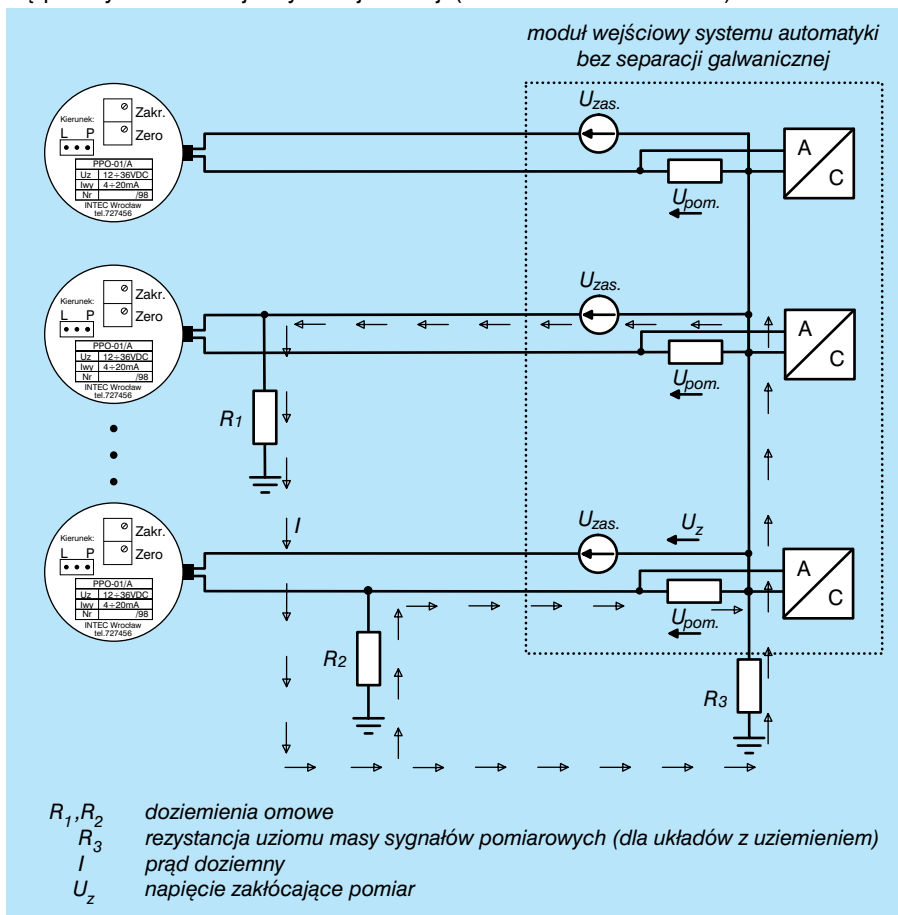 moduł wejściowy systemu automatyki
bez separacji galwanicznej
Kierunek:
L P
Zakr.
Zero
PPO-01/A
Uz 12÷36VDC
Iwy 4÷20mA
Nr /98
INTEC Wrocław
tel.727456
Uzas.
Upom.
A
C
Kierunek:
L P
Zakr.
Zero
PPO-01/A
Uz 12÷36VDC
Iwy 4÷20mA
Nr /98
INTEC Wrocław
tel.727456
Uzas.
Upom.
A
C
R1
I
Kierunek:
L P
Zakr.
Zero
PPO-01/A
Uz 12÷36VDC
Iwy 4÷20mA
Nr /98
INTEC Wrocław
tel.727456
Uzas.
Uz
Upom.
A
C
R2
R3
R1,R2 doziemienia omowe
R3 rezystancja uziomu masy sygnałów pomiarowych (dla układów z uziemieniem)
I prąd doziemny
Uz napięcie zakłócające pomiar